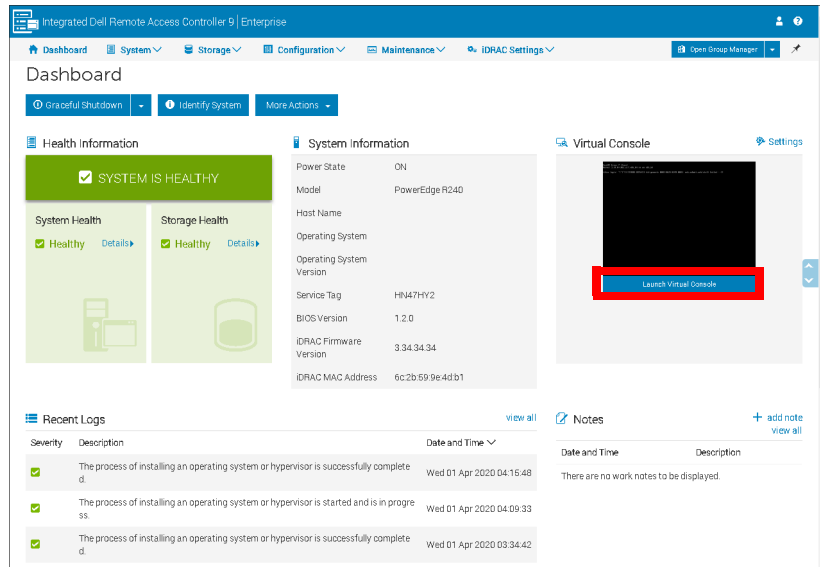 Integrated Dell Remote Access Controller 9 | Enterprise
Dashboard System Storage Configuration Maintenance iDRAC Settings Open Group Manager
Dashboard
Graceful Shutdown Identify System More Actions
Health Information
SYSTEM IS HEALTHY
System Health
Healthy Details
Storage Health
Healthy Details
System Information
Power State ON
Model PowerEdge R240
Host Name
Operating System
Operating System
Version
Service Tag HN47HY2
BIOS Version 1.2.0
iDRAC Firmware
Version 3.34.34.34
iDRAC MAC Address 6c:2b:59:9e:4d:b1
Virtual Console Settings
Launch Virtual Console
Recent Logs view all
Severity Description Date and Time
The process of installing an operating system or hypervisor is successfully complete
d. Wed 01 Apr 2020 04:15:48
The process of installing an operating system or hypervisor is started and is in progre
ss. Wed 01 Apr 2020 04:09:33
The process of installing an operating system or hypervisor is successfully complete
d. Wed 01 Apr 2020 03:34:42
Notes add note
view all
Date and Time Description
There are no work notes to be displayed.